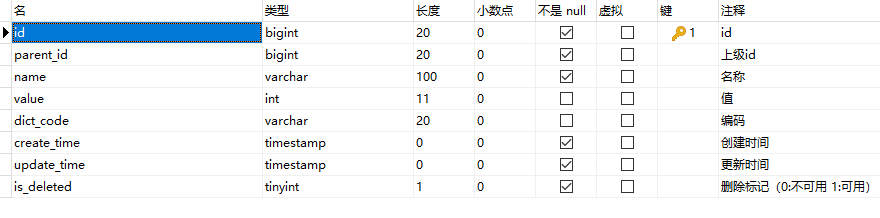 名 类型 长度 小数点 不是 null 虚拟 键 注释
id bigint 20 0 1 id
parent_id bigint 20 0 上级id
name varchar 100 0 名称
value int 11 0 值
dict_code varchar 20 0 编码
create_time timestamp 0 0 创建时间
update_time timestamp 0 0 更新时间
is_deleted tinyint 1 0 删除标记（0:不可用 1:可用）